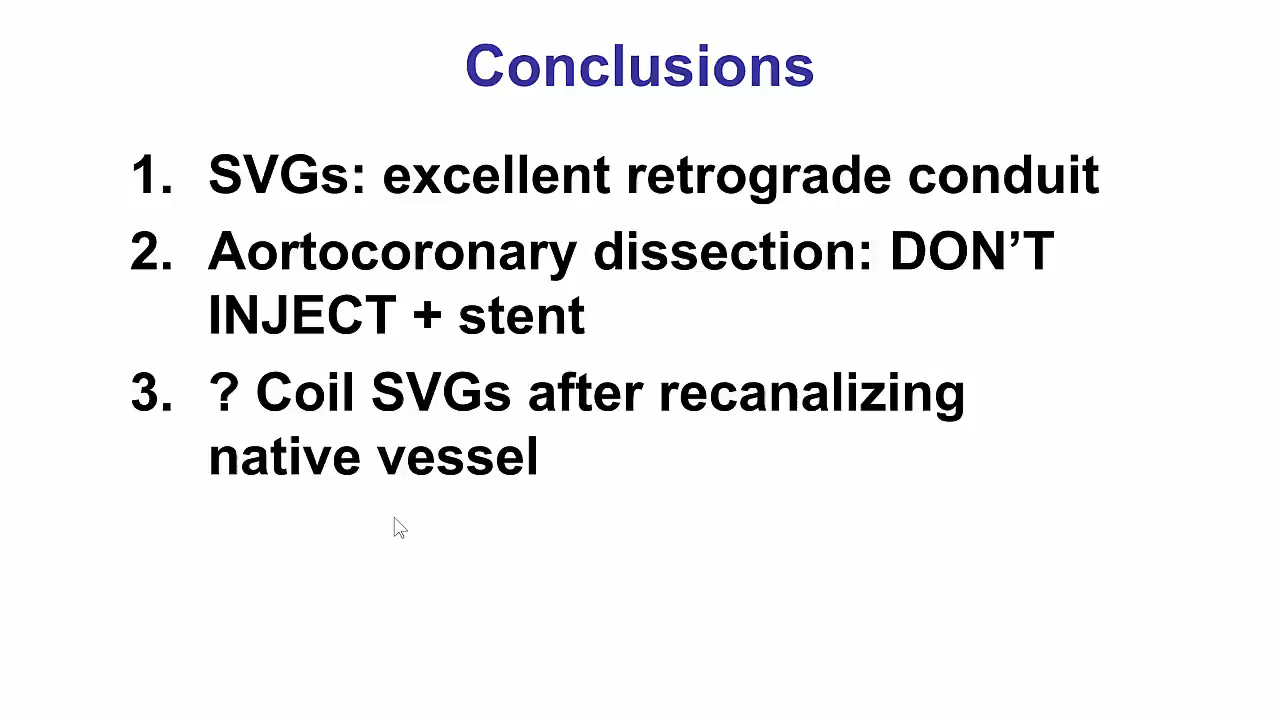 Conclusions
1. SVGs: excellent retrograde conduit
2. Aortocoronary dissection: DON’T
INJECT + stent
3. ? Coil SVGs after recanalizing
native vessel